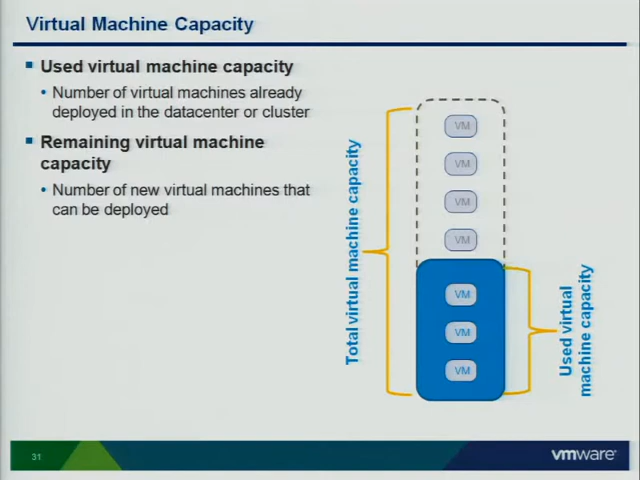 Virtual Machine Capacity
Used virtual machine capacity
Number of virtual machines already
deployed in the datacenter or cluster
Remaining virtual machine
capacity
Number of new virtual machines that
can be deployed
Total virtual machine capacity
VM
VM
VM
VM
VM
VM
VM
Used virtual
machine capacity
31
vmware